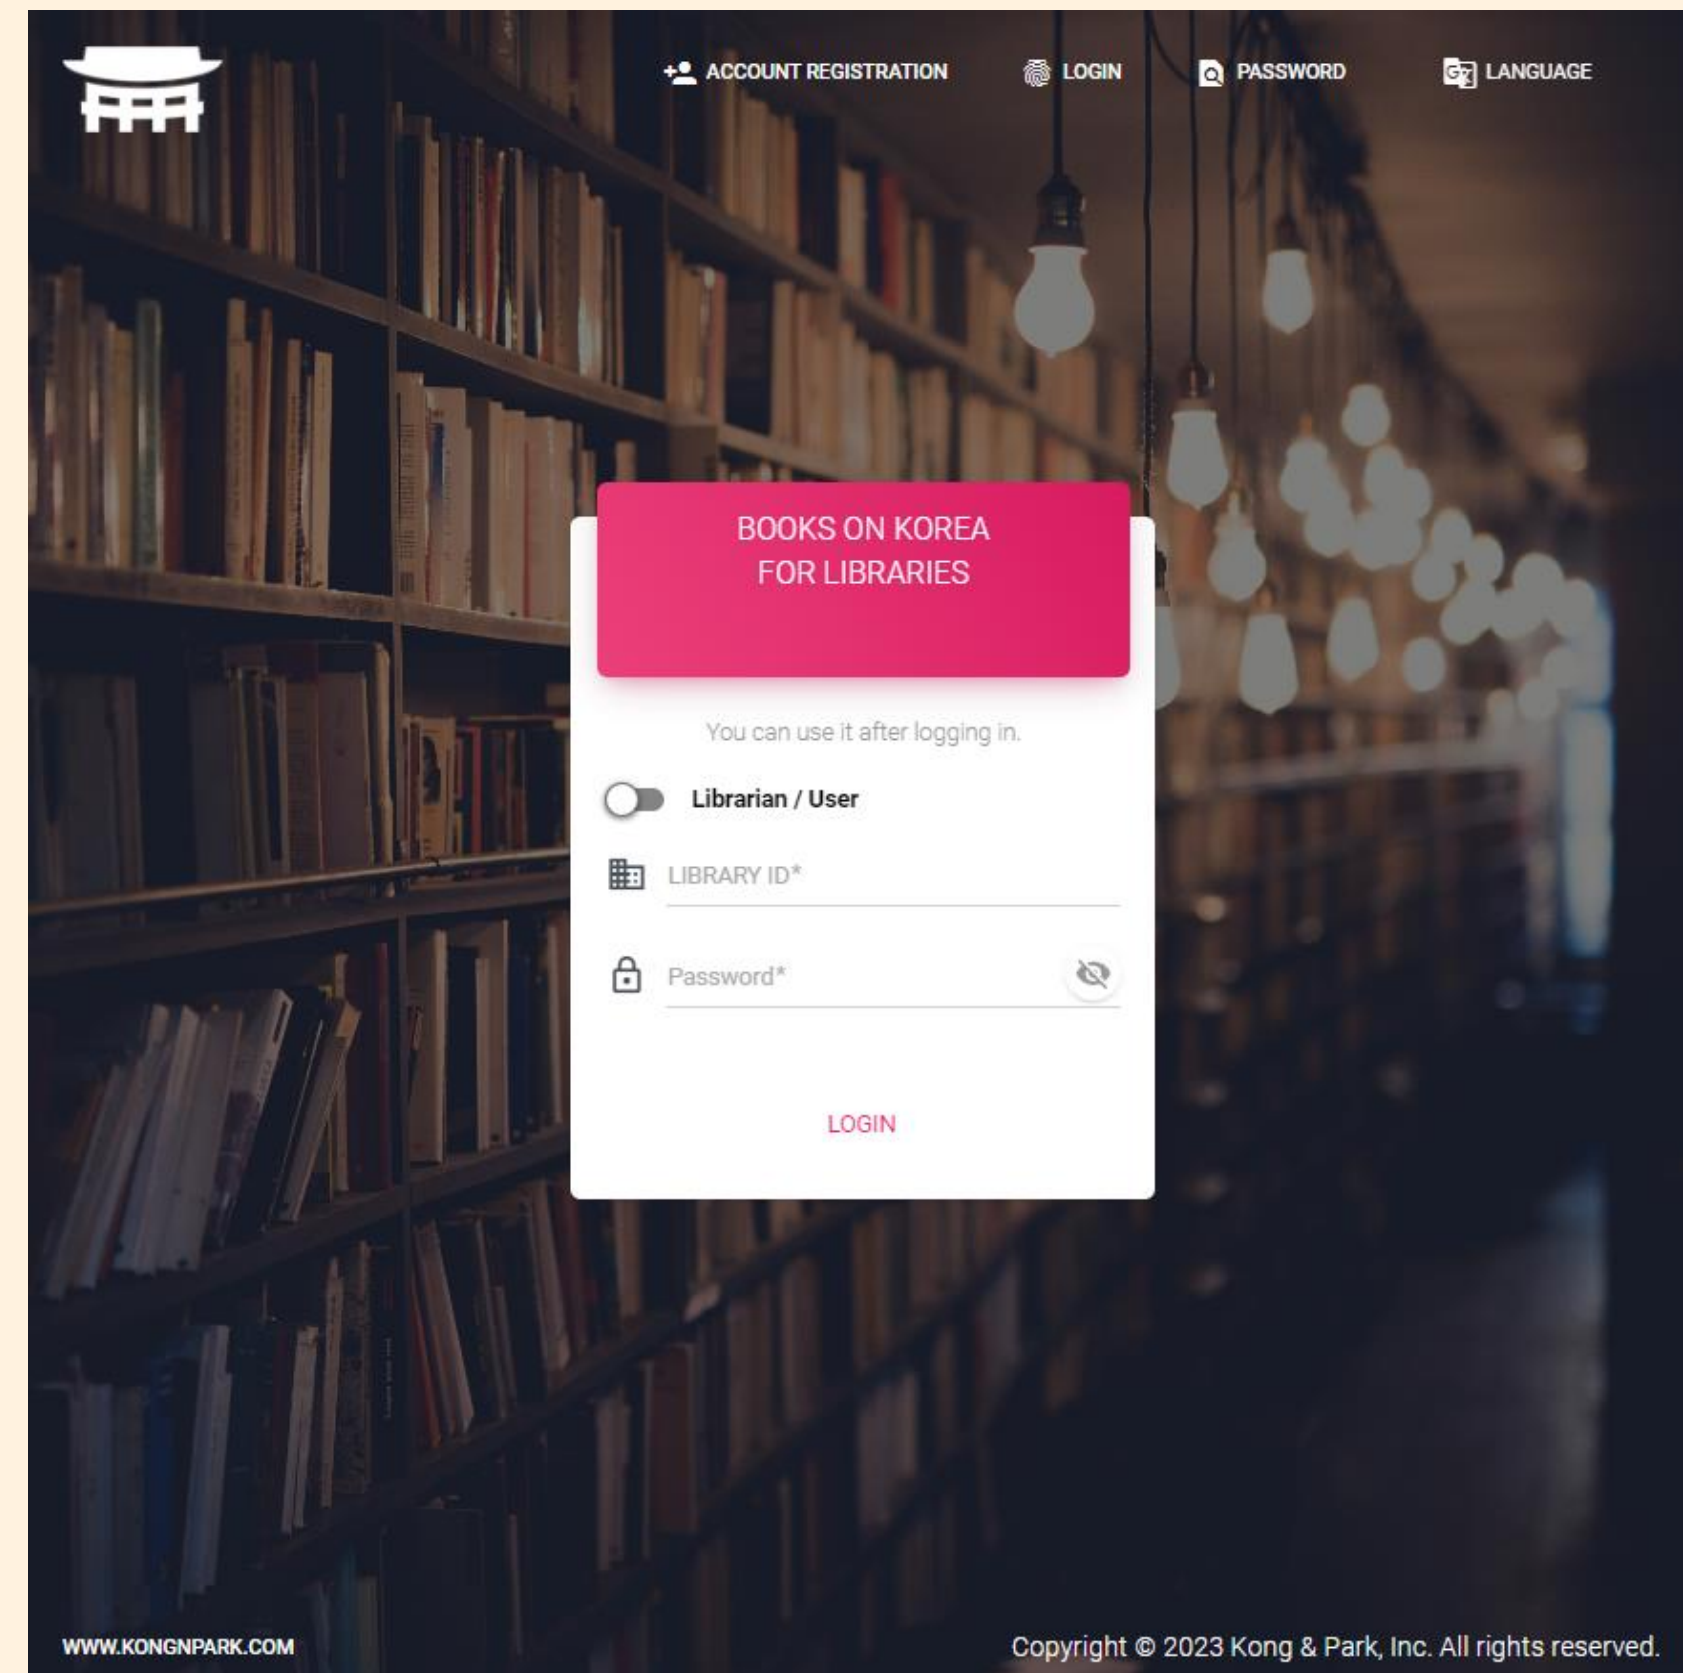 ACCOUNT REGISTRATION LOGIN PASSWORD LANGUAGE
BOOKS ON KOREA
FOR LIBRARIES
You can use it after logging in.
Librarian / User
LIBRARY ID*
Password*
LOGIN
WWW.KONGNPARK.COM Copyright © 2023 Kong & Park, Inc. All rights reserved.